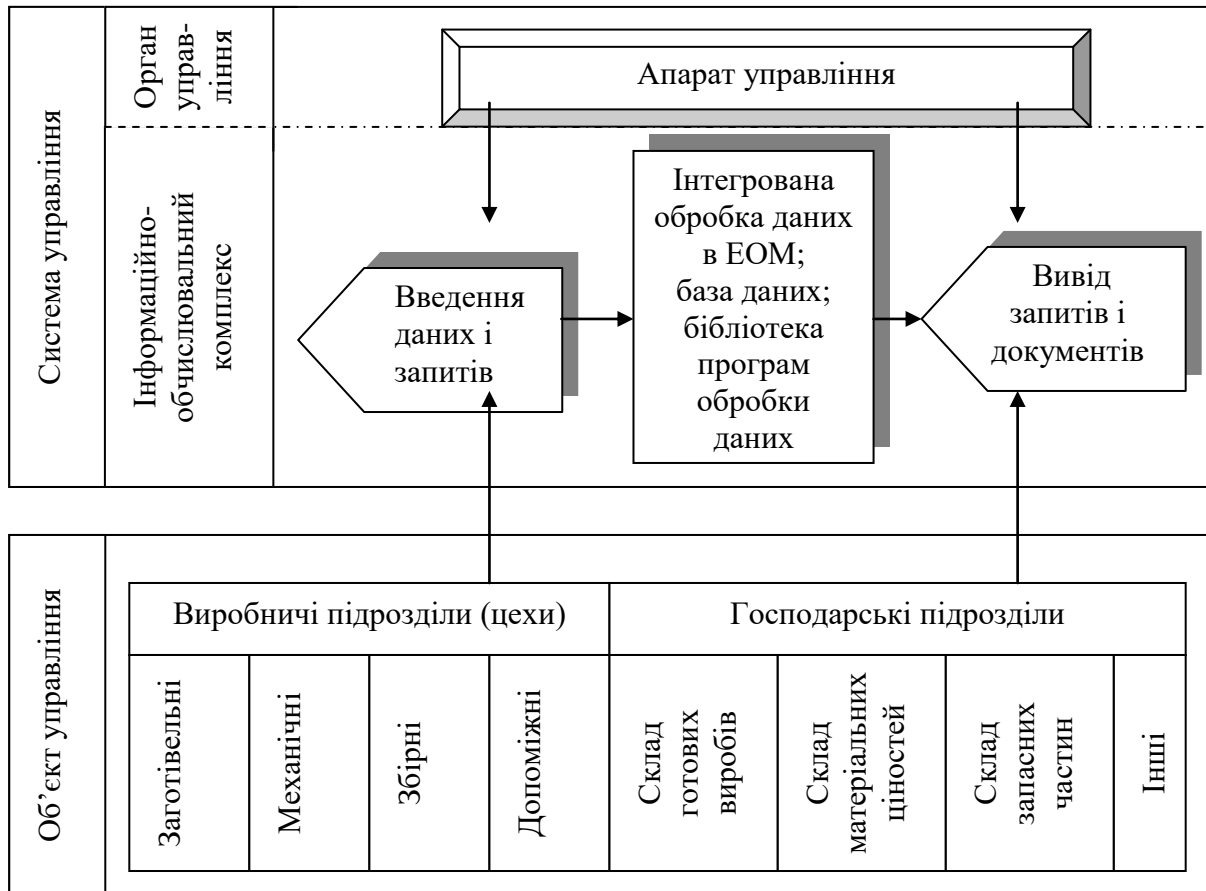 Система управління
Орган
управ-
ління
Апарат управління
Інформаційно-
обчислювальний
комплекс
Введення
даних і
запитів
Інтегрована
обробка даних
в ЕОМ;
база даних;
бібліотека
програм
обробки
даних
Вивід
запитів і
документів
Об’єкт управління
Виробничі підрозділи (цехи)
Господарські підрозділи
Заготівельні
Механічні
Збірні
Допоміжні
Склад
готових
виробів
Склад
матеріальних
ціностей
Склад
запасних
частин
Інші